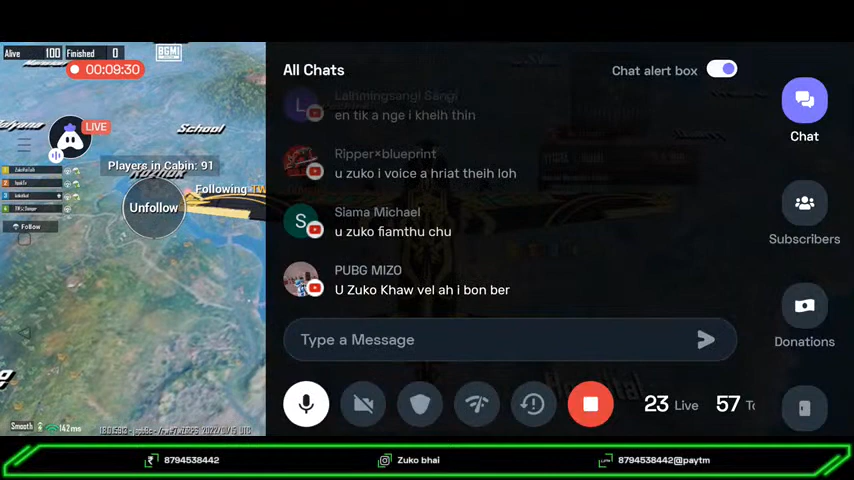 Alive 100 Finished 0
BGMI
00:09:30
LIVE
School
Players in Cabin: 91
Following
Unfollow
Follow
Smooth 142 ms
All Chats
Chat alert box
Lalhmingsangi Sangi
en tik a nge i khelh thin
Ripper×blueprint
u zuko i voice a hriat theih loh
S
Siama Michael
u zuko fiamthu chu
PUBG MIZO
U Zuko Khaw vel ah i bon ber
Type a Message
23 Live 57
Chat
Subscribers
Donations
8794538442
Zuko bhai
8794538442@paytm